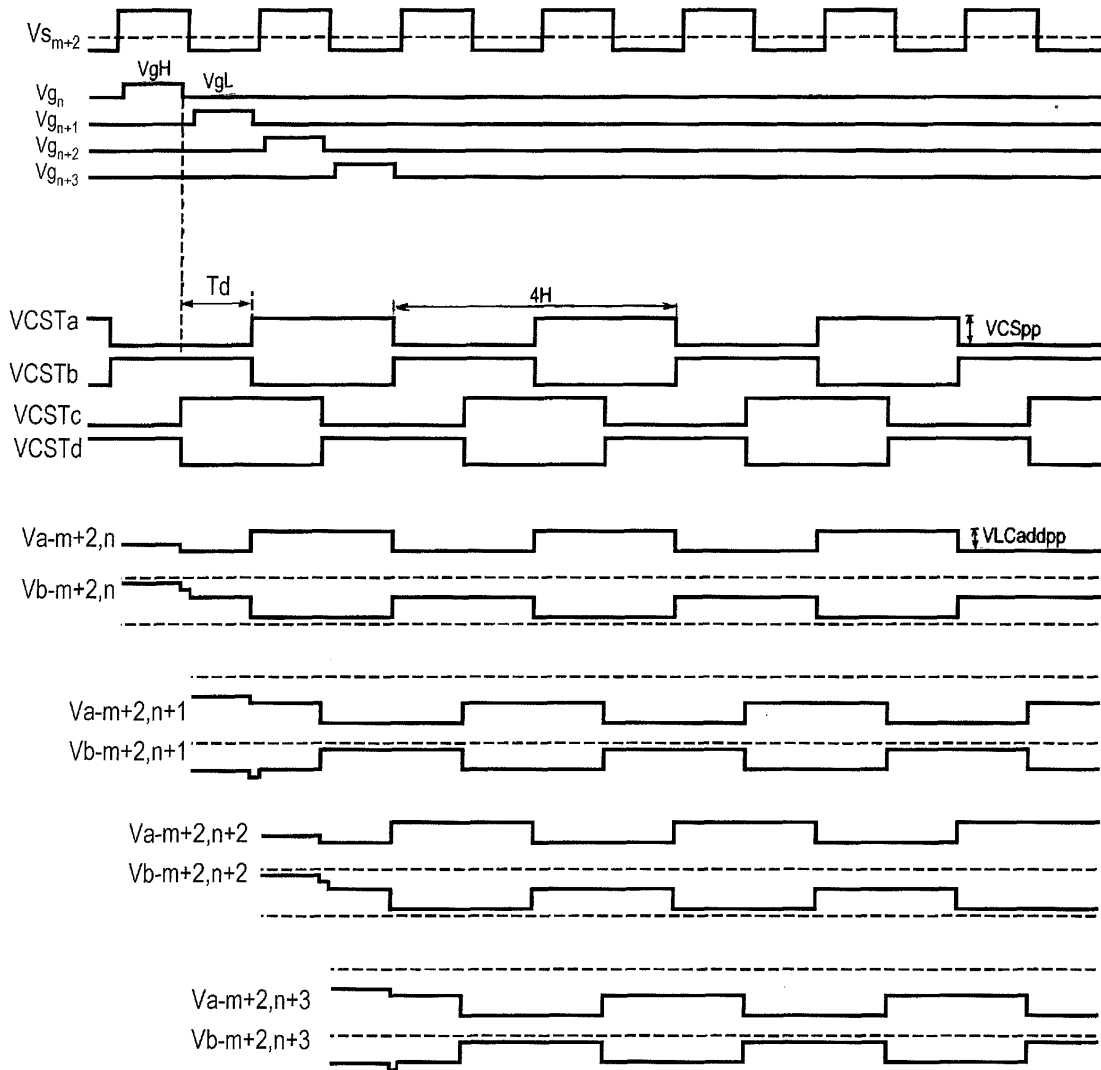 Vsm+2
VgH
VgL
Vgn
Vgn+1
Vgn+2
Vgn+3
Td
4H
VCSTa
VCSpp
VCSTb
VCSTc
VCSTd
Va-m+2,n
VLCaddpp
Vb-m+2,n
Va-m+2,n+1
Vb-m+2,n+1
Va-m+2,n+2
Vb-m+2,n+2
Va-m+2,n+3
Vb-m+2,n+3